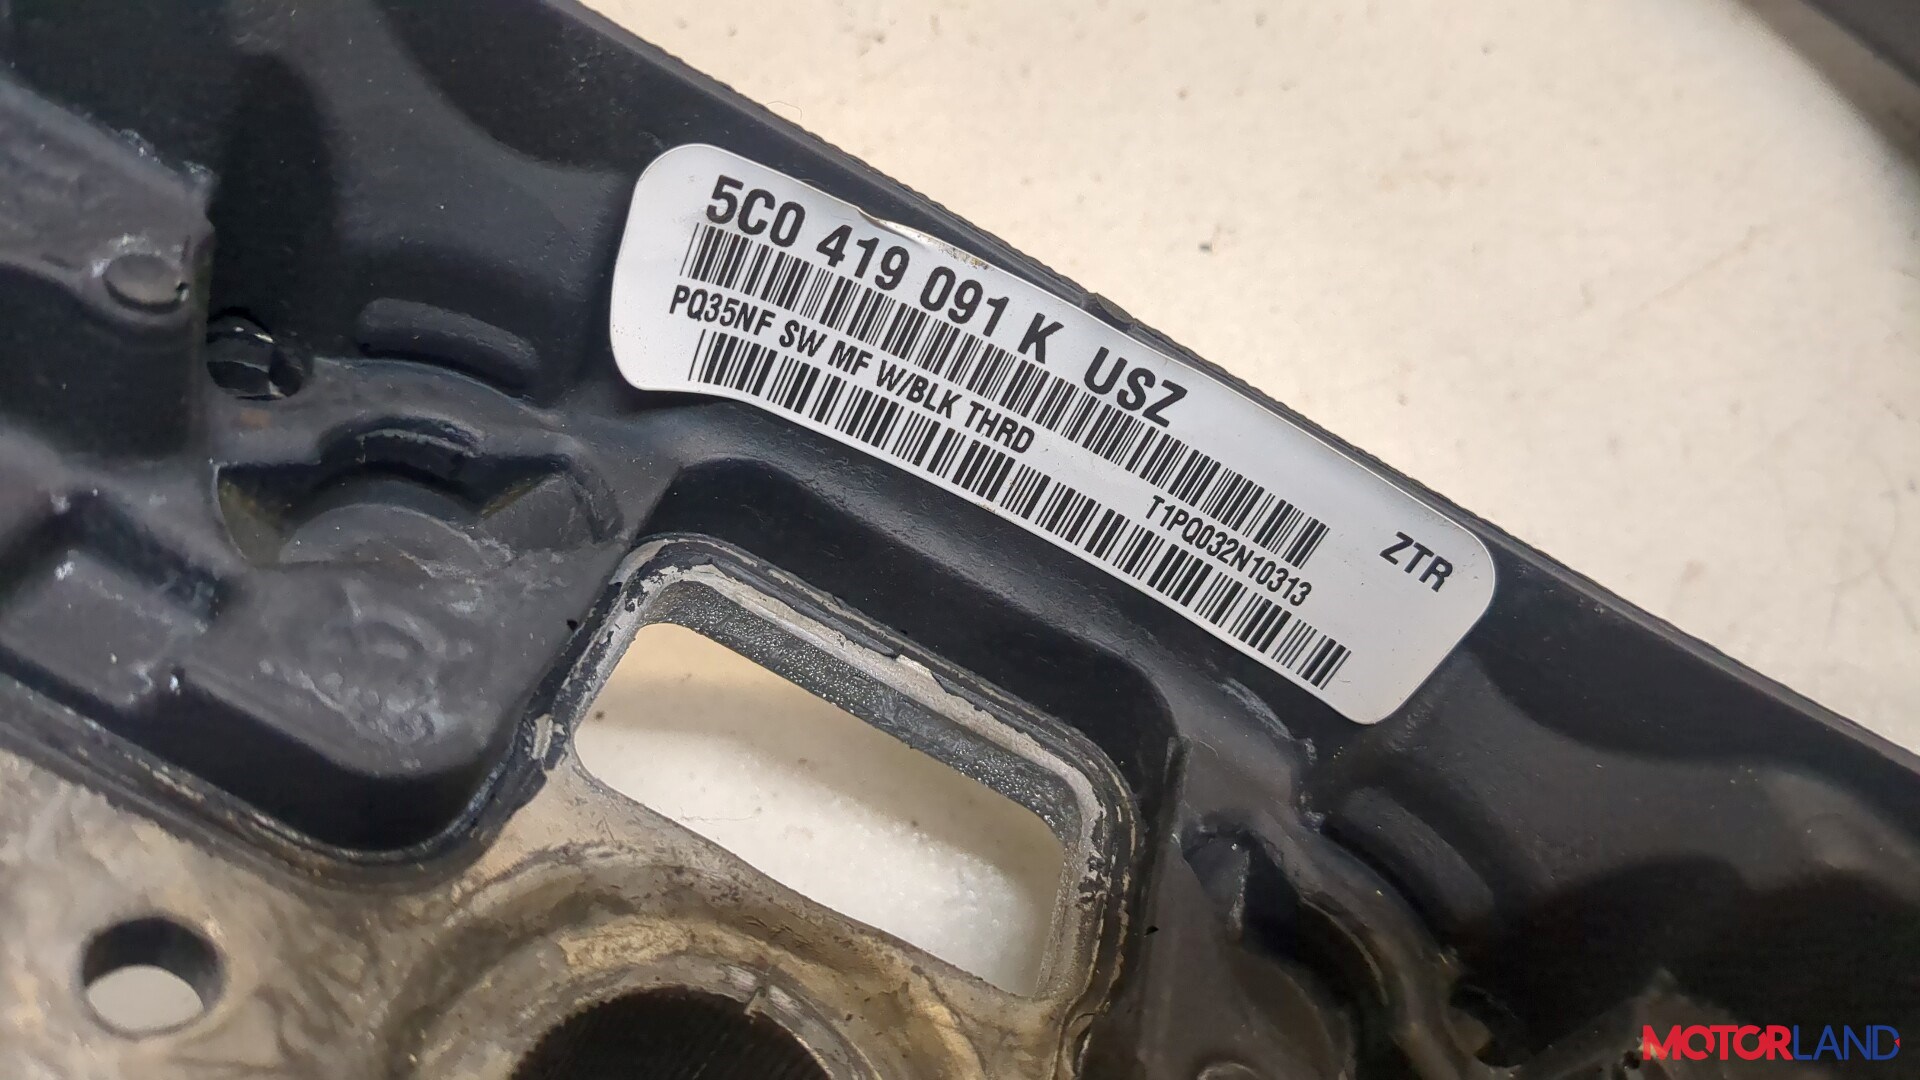 5C0 419 091 K USZ
PQ35NF SW MF W/BLK THRD
T1PQ032N10313
ZTR
MOTORLAND